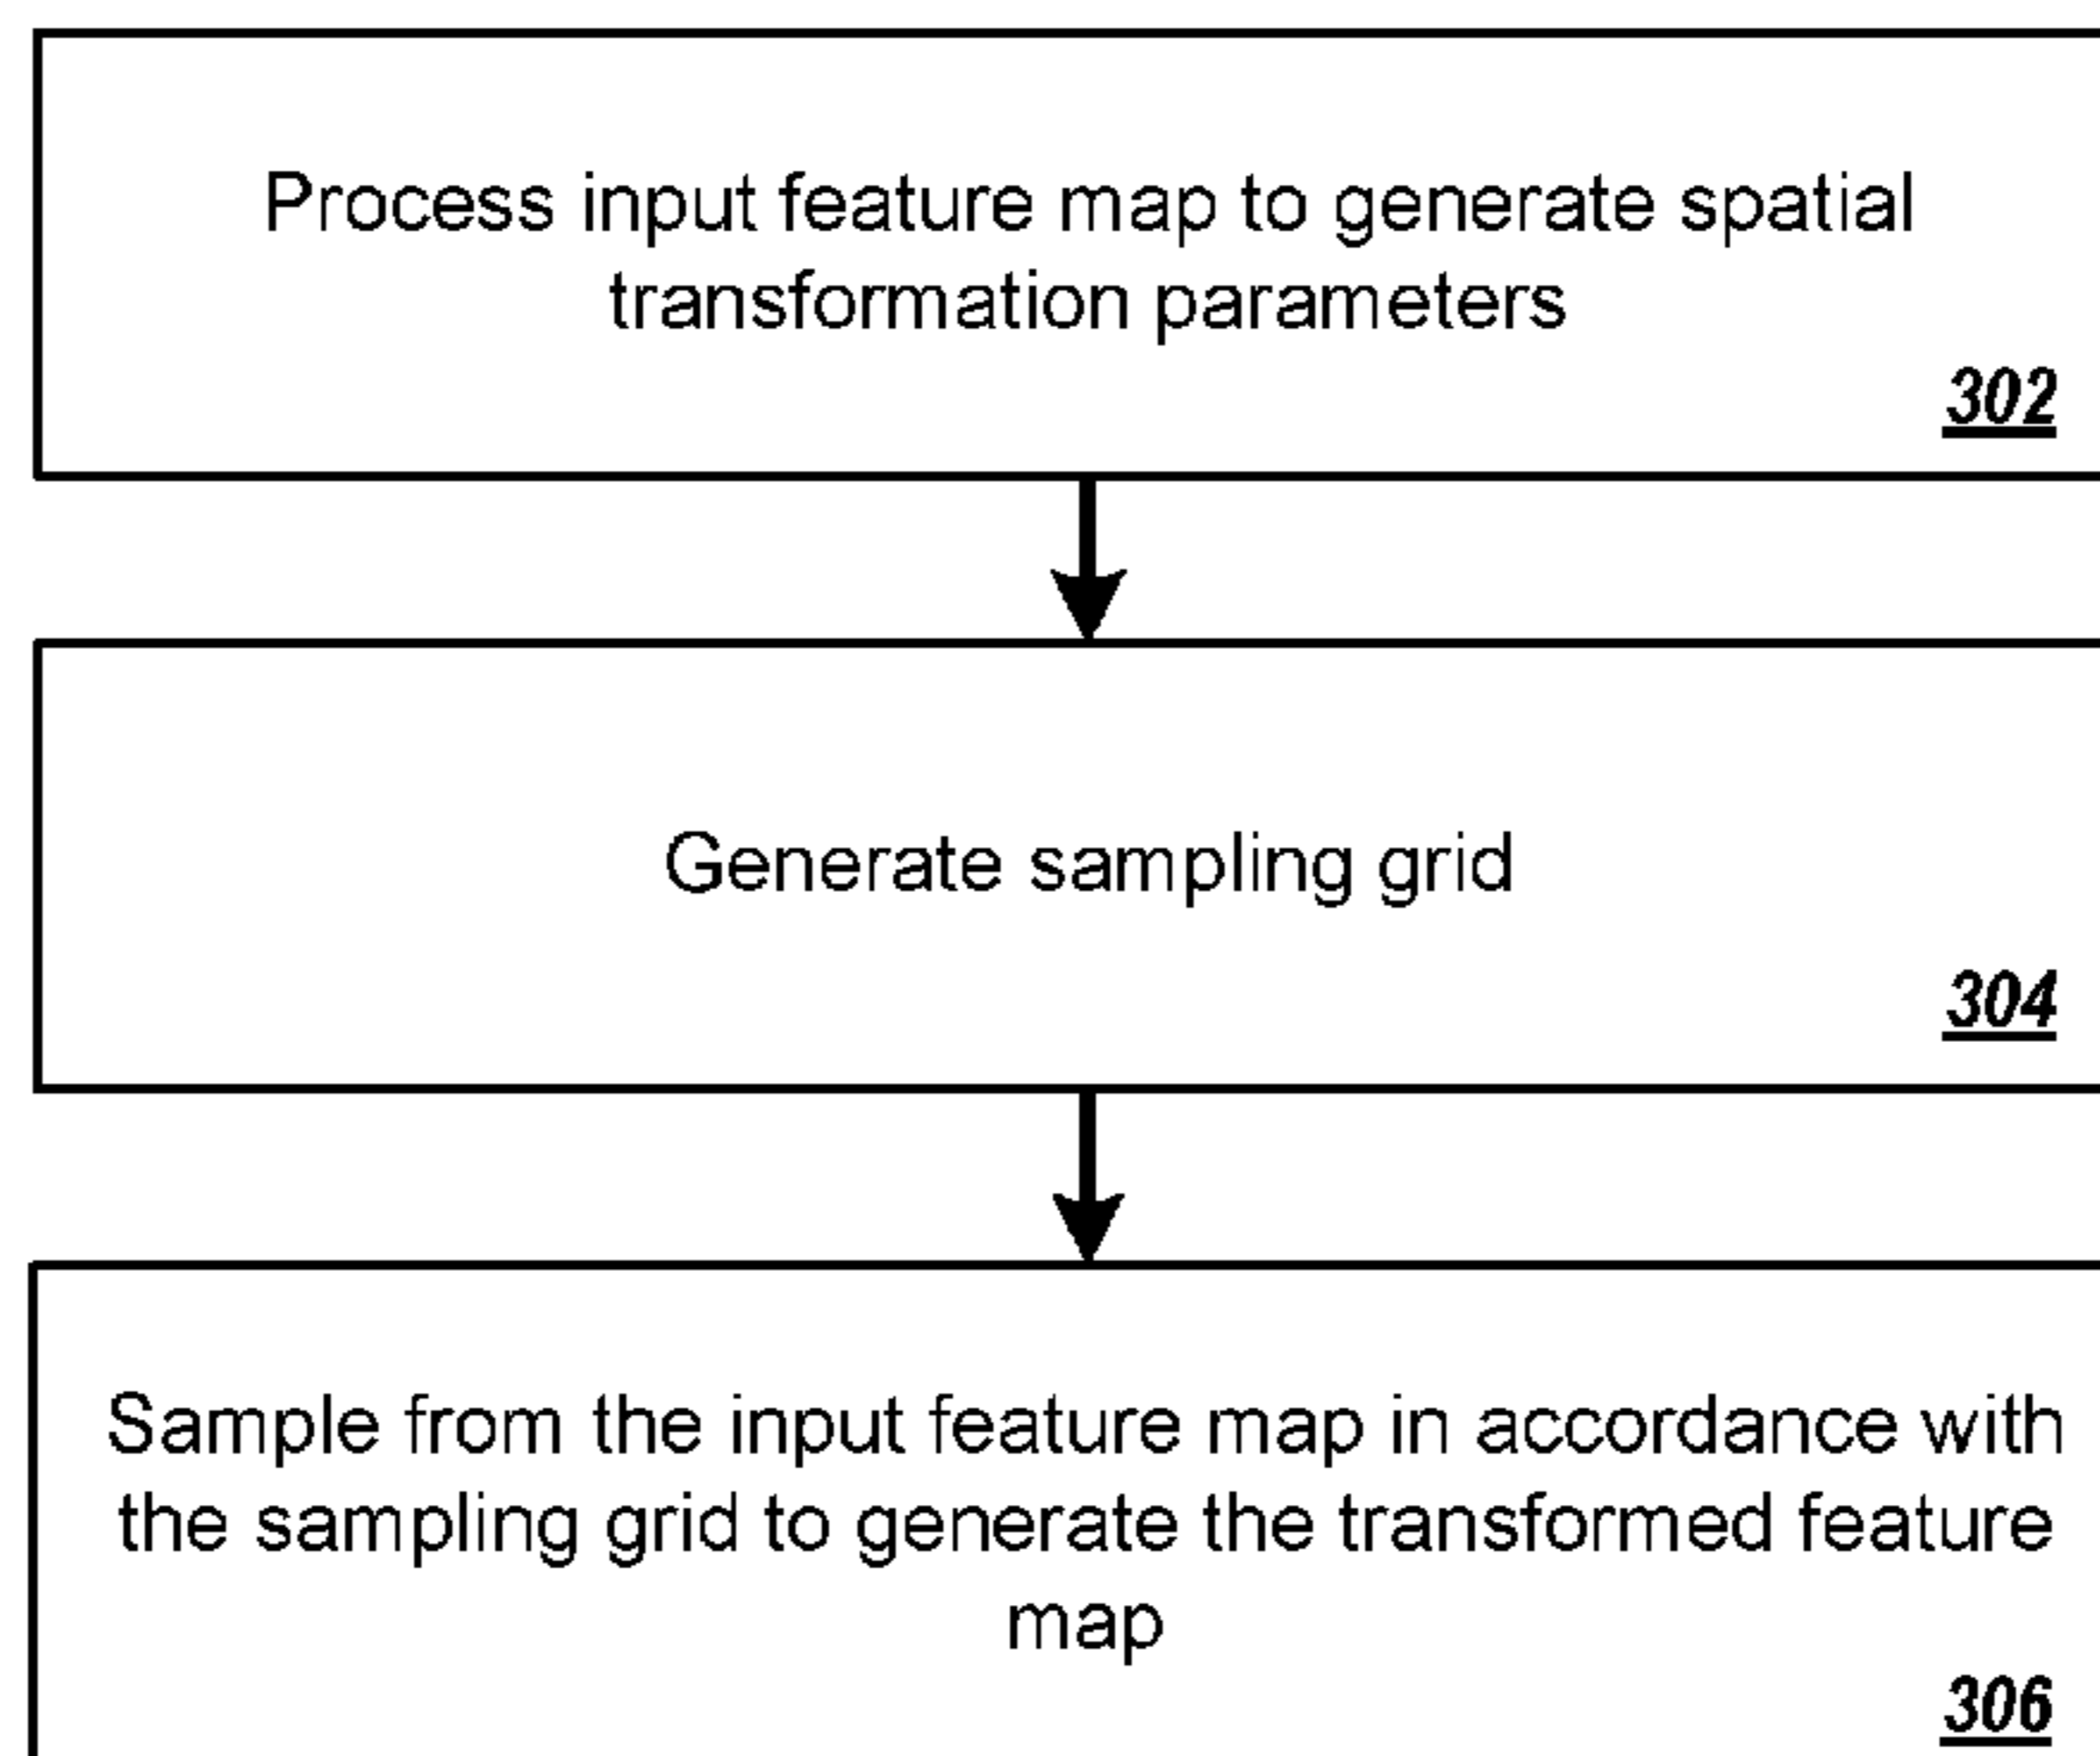 Process input feature map to generate spatial
transformation parameters
302
Generate sampling grid
304
Sample from the input feature map in accordance with
the sampling grid to generate the transformed feature
map
306